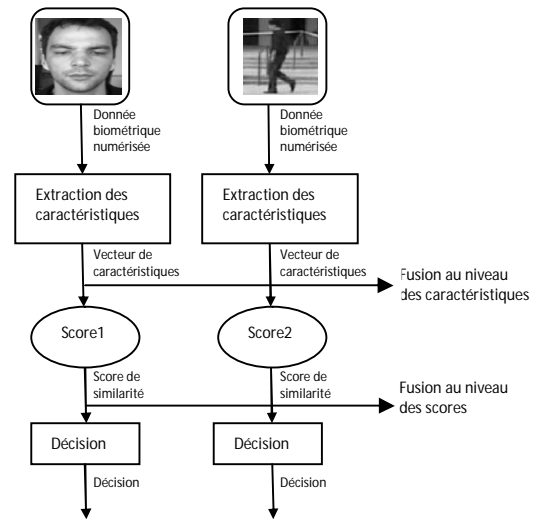 Donnée
biométrique
numérisée
Donnée
biométrique
numérisée
Extraction des
caractéristiques
Extraction des
caractéristiques
Vecteur de
caractéristiques
Vecteur de
caractéristiques
Fusion au niveau
des caractéristiques
Score1
Score2
Score de
similarité
Score de
similarité
Fusion au niveau
des scores
Décision
Décision
Décision
Décision